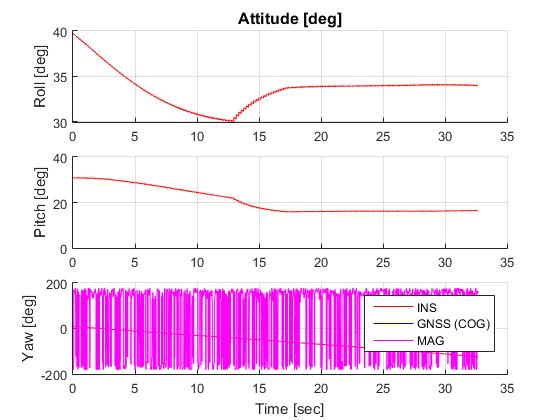 Attitude [deg]
Roll [deg]
40
35
30
0 5 10 15 20 25 30 35
Pitch [deg]
40
20
0
0 5 10 15 20 25 30 35
Yaw [deg]
200
0
-200
INS
GNSS (COG)
MAG
0 5 10 15 20 25 30 35
Time [sec]